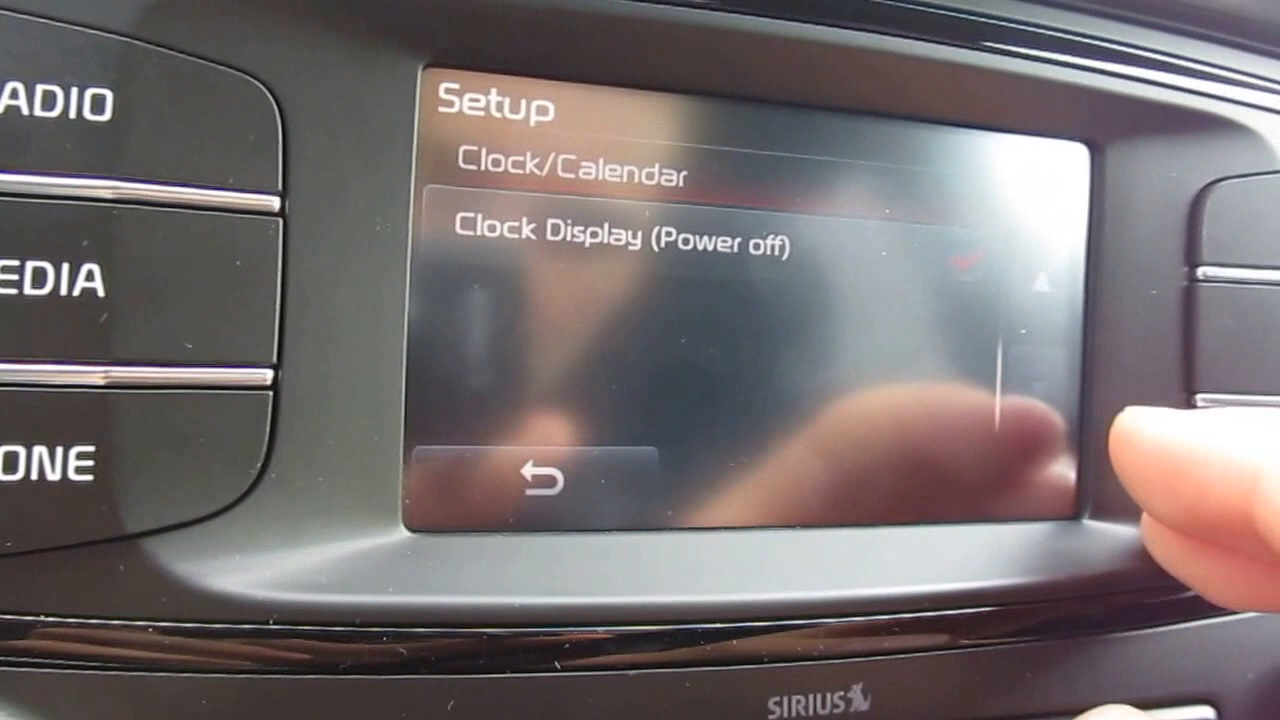 ADIO
EDIA
ONE
Setup
Clock/Calendar
Clock Display (Power off)
SIRIUS